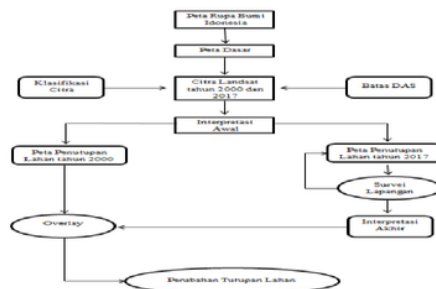 Peta Rupa Bumi
Idonesia
Peta Dasar
Klasifikasi
Citra
Citra Landsat
tahun 2000 dan
2017
Batas DAS
Interpretasi
Awal
Peta Penutupan
Lahan tahun 2000
Peta Penutupan
Lahan tahun 2017
Survei
Lapangan
Overlay
Interpretasi
Akhir
Perubahan Tutupan Lahan